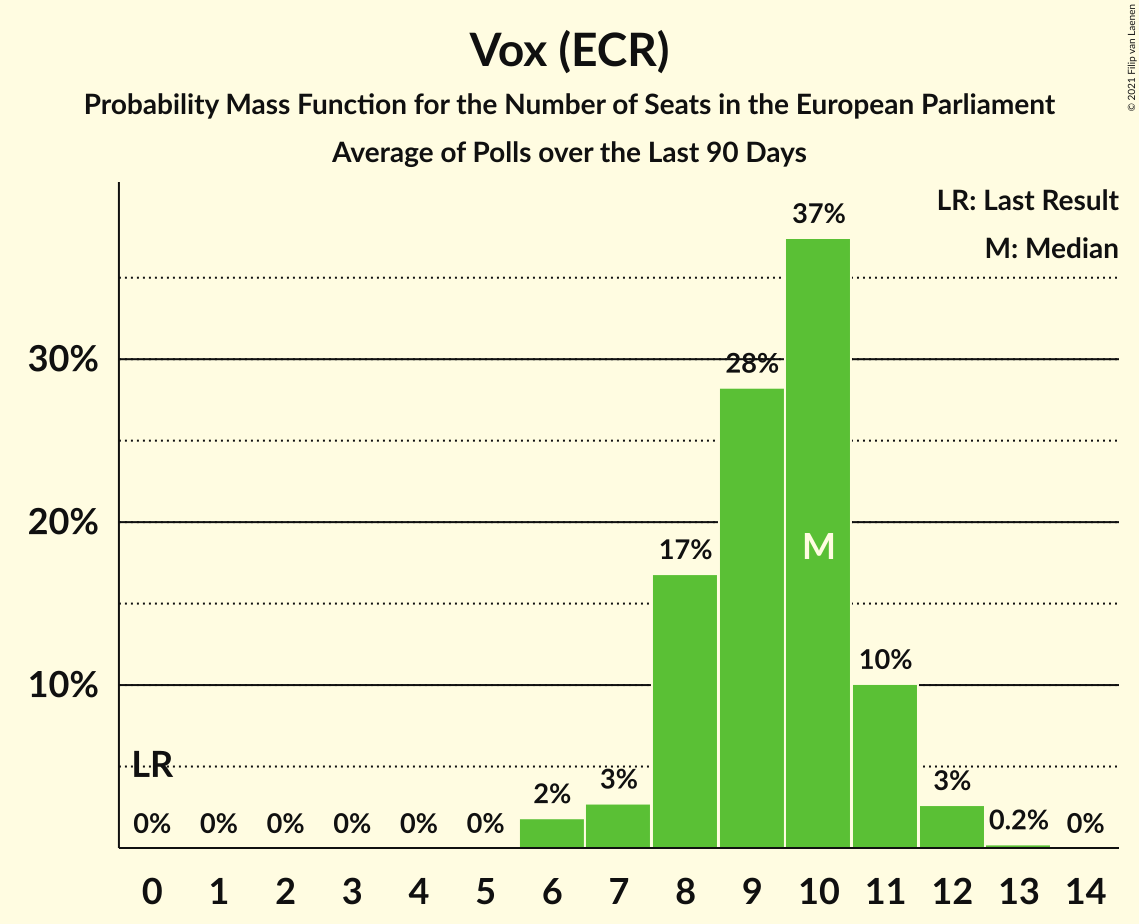 Vox (ECR)
Probability Mass Function for the Number of Seats in the European Parliament
Average of Polls over the Last 90 Days
© 2021 Filip van Laenen
LR: Last Result
M: Median
37%
30%
28%
20%
17%
M
10%
10%
LR
0% 0% 0% 0% 0% 0% 2% 3% 3% 0.2% 0%
0 1 2 3 4 5 6 7 8 9 10 11 12 13 14